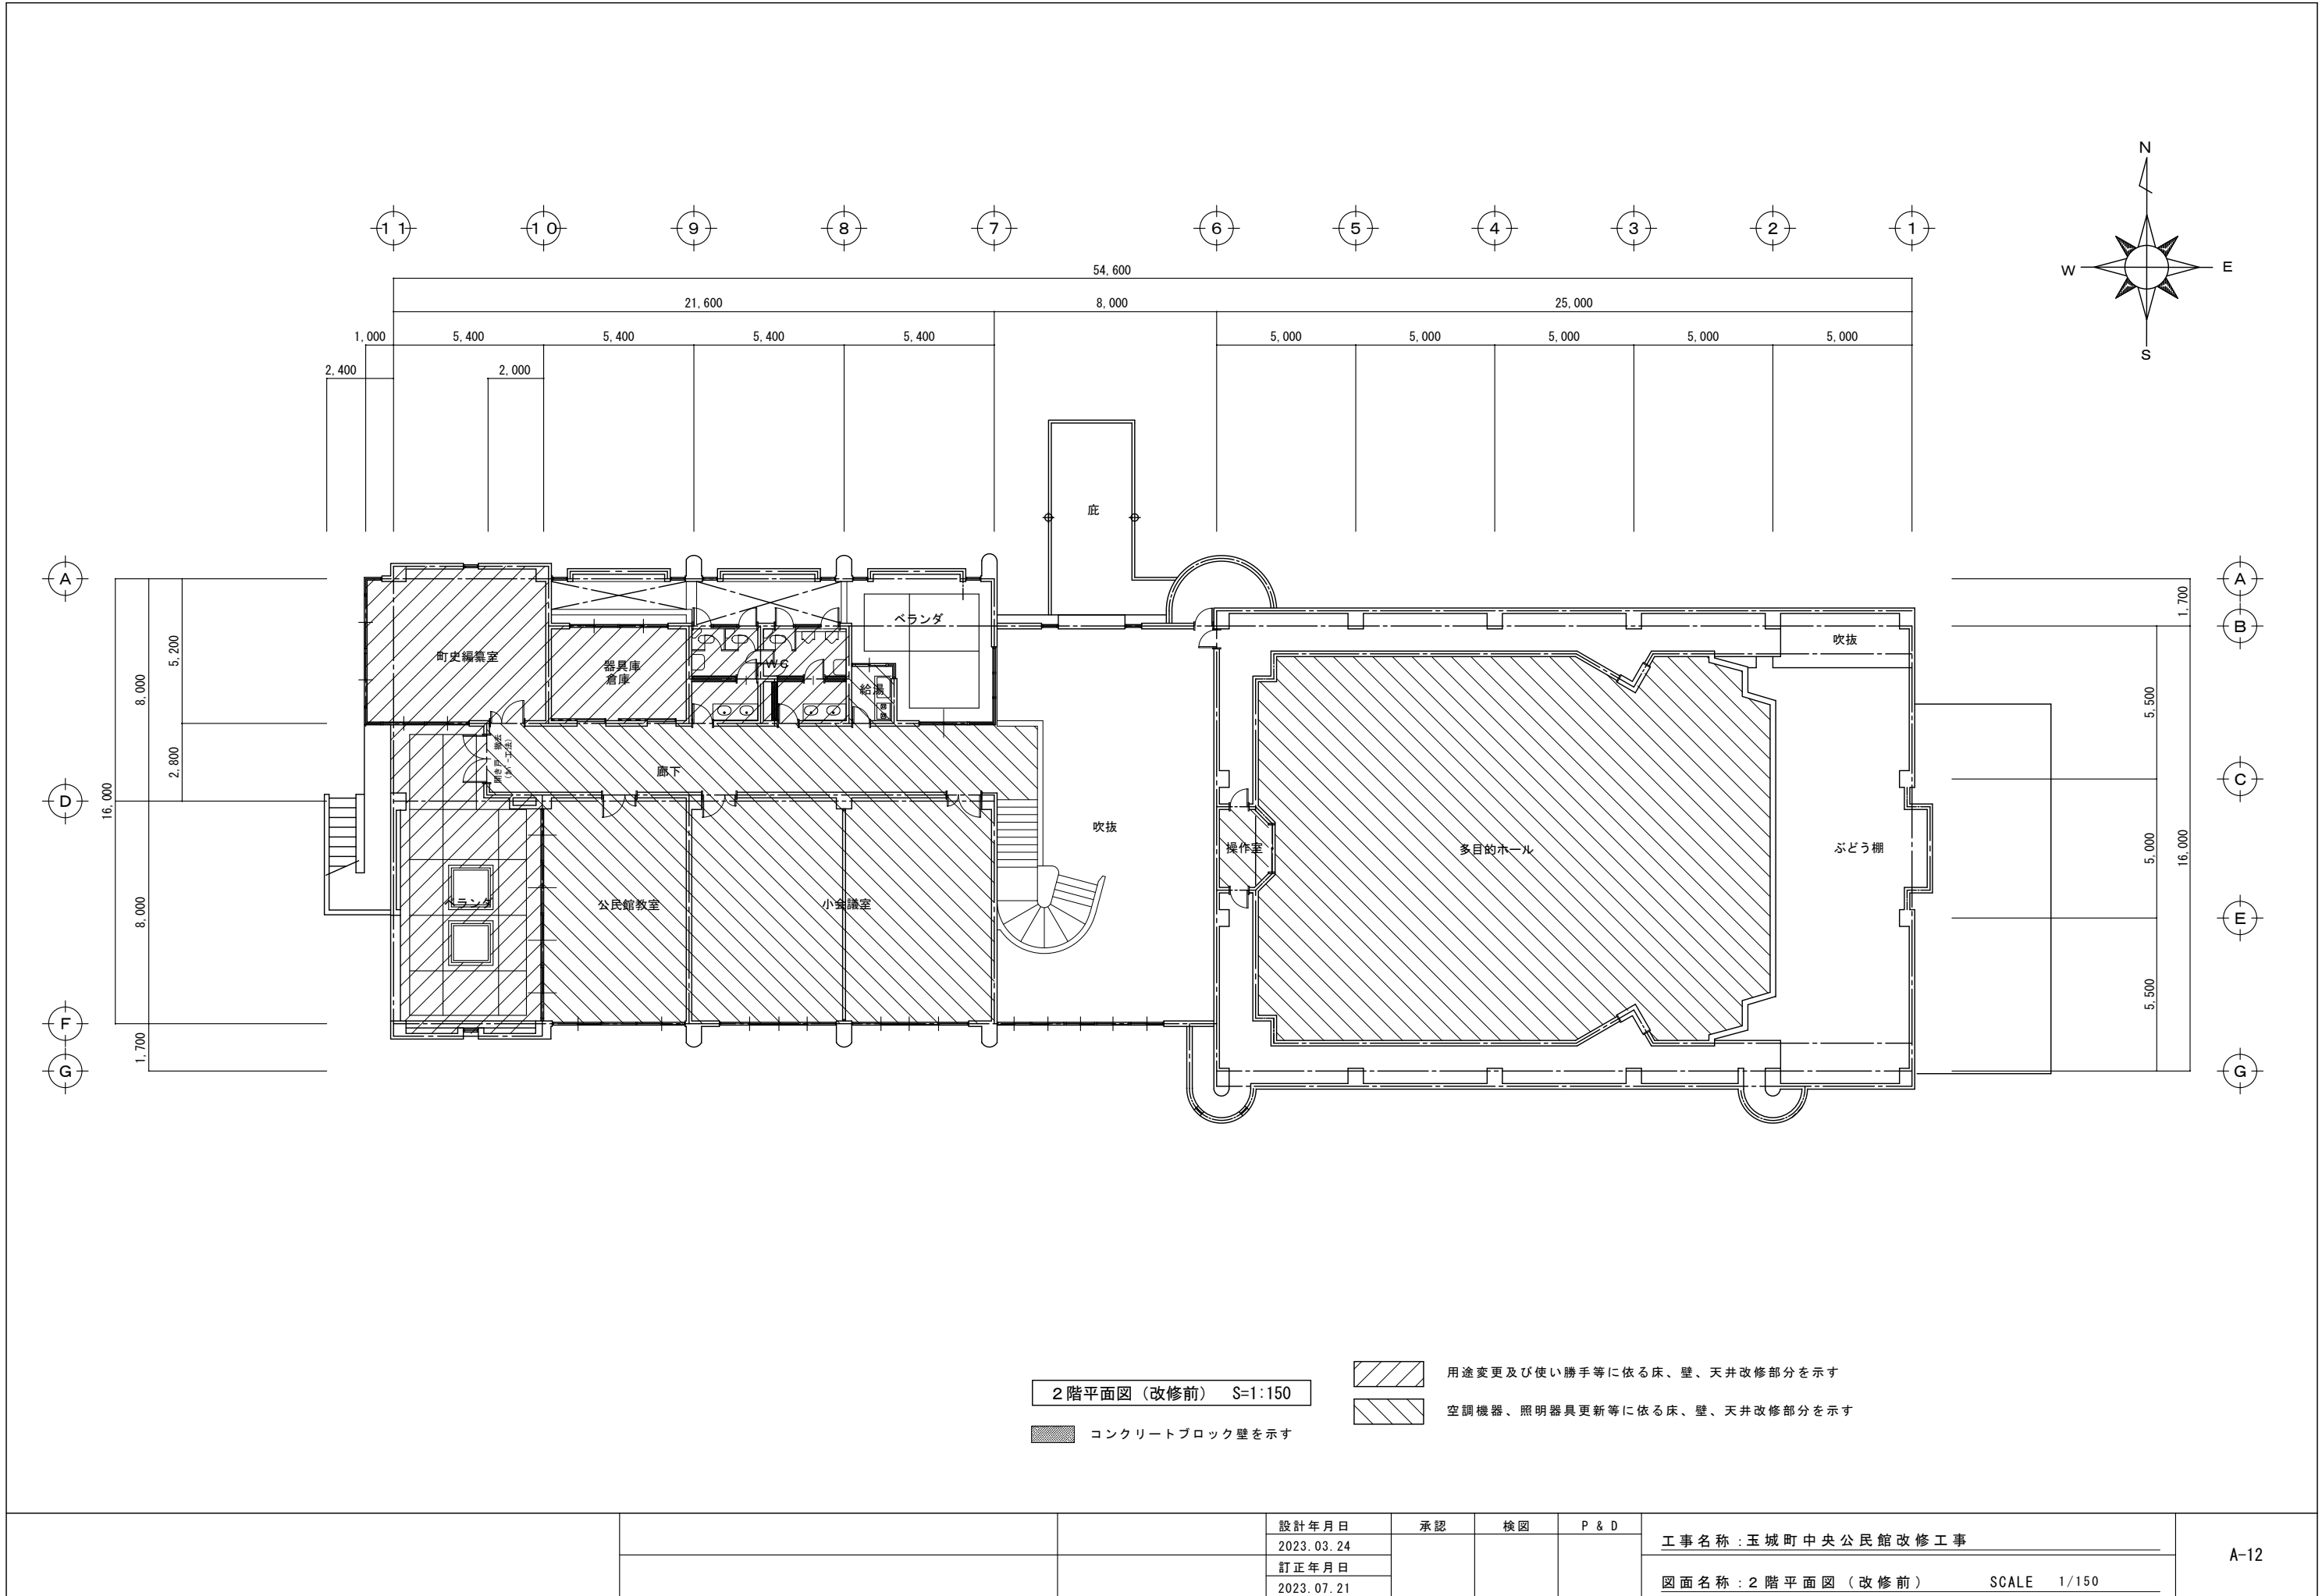 N
W E
S
11 10 9 8 7 6 5 4 3 2 1
54,600
21,600 8,000 25,000
1,000 5,400 5,400 5,400 5,400 5,000 5,000 5,000 5,000 5,000
2,400 2,000
庇
A A
B
C
D
E
F
G G
5,200
8,000
2,800
16,000
8,000
1,700
1,700
5,500
5,000
16,000
5,500
ベランダ
吹抜
町史編纂室
器具庫
倉庫
WC
給湯
廊下
開き戸 撤去
吹抜
操作室
多目的ホール
ぶどう棚
ベランダ
公民館教室
小会議室
2階平面図(改修前) S=1:150
コンクリートブロック壁を示す
用途変更及び使い勝手等に依る床、壁、天井改修部分を示す
空調機器、照明器具更新等に依る床、壁、天井改修部分を示す
設計年月日 承認 検図 P & D
2023.03.24
訂正年月日
2023.07.21
工事名称:玉城町中央公民館改修工事
図面名称:2階平面図(改修前) SCALE 1/150
A-12